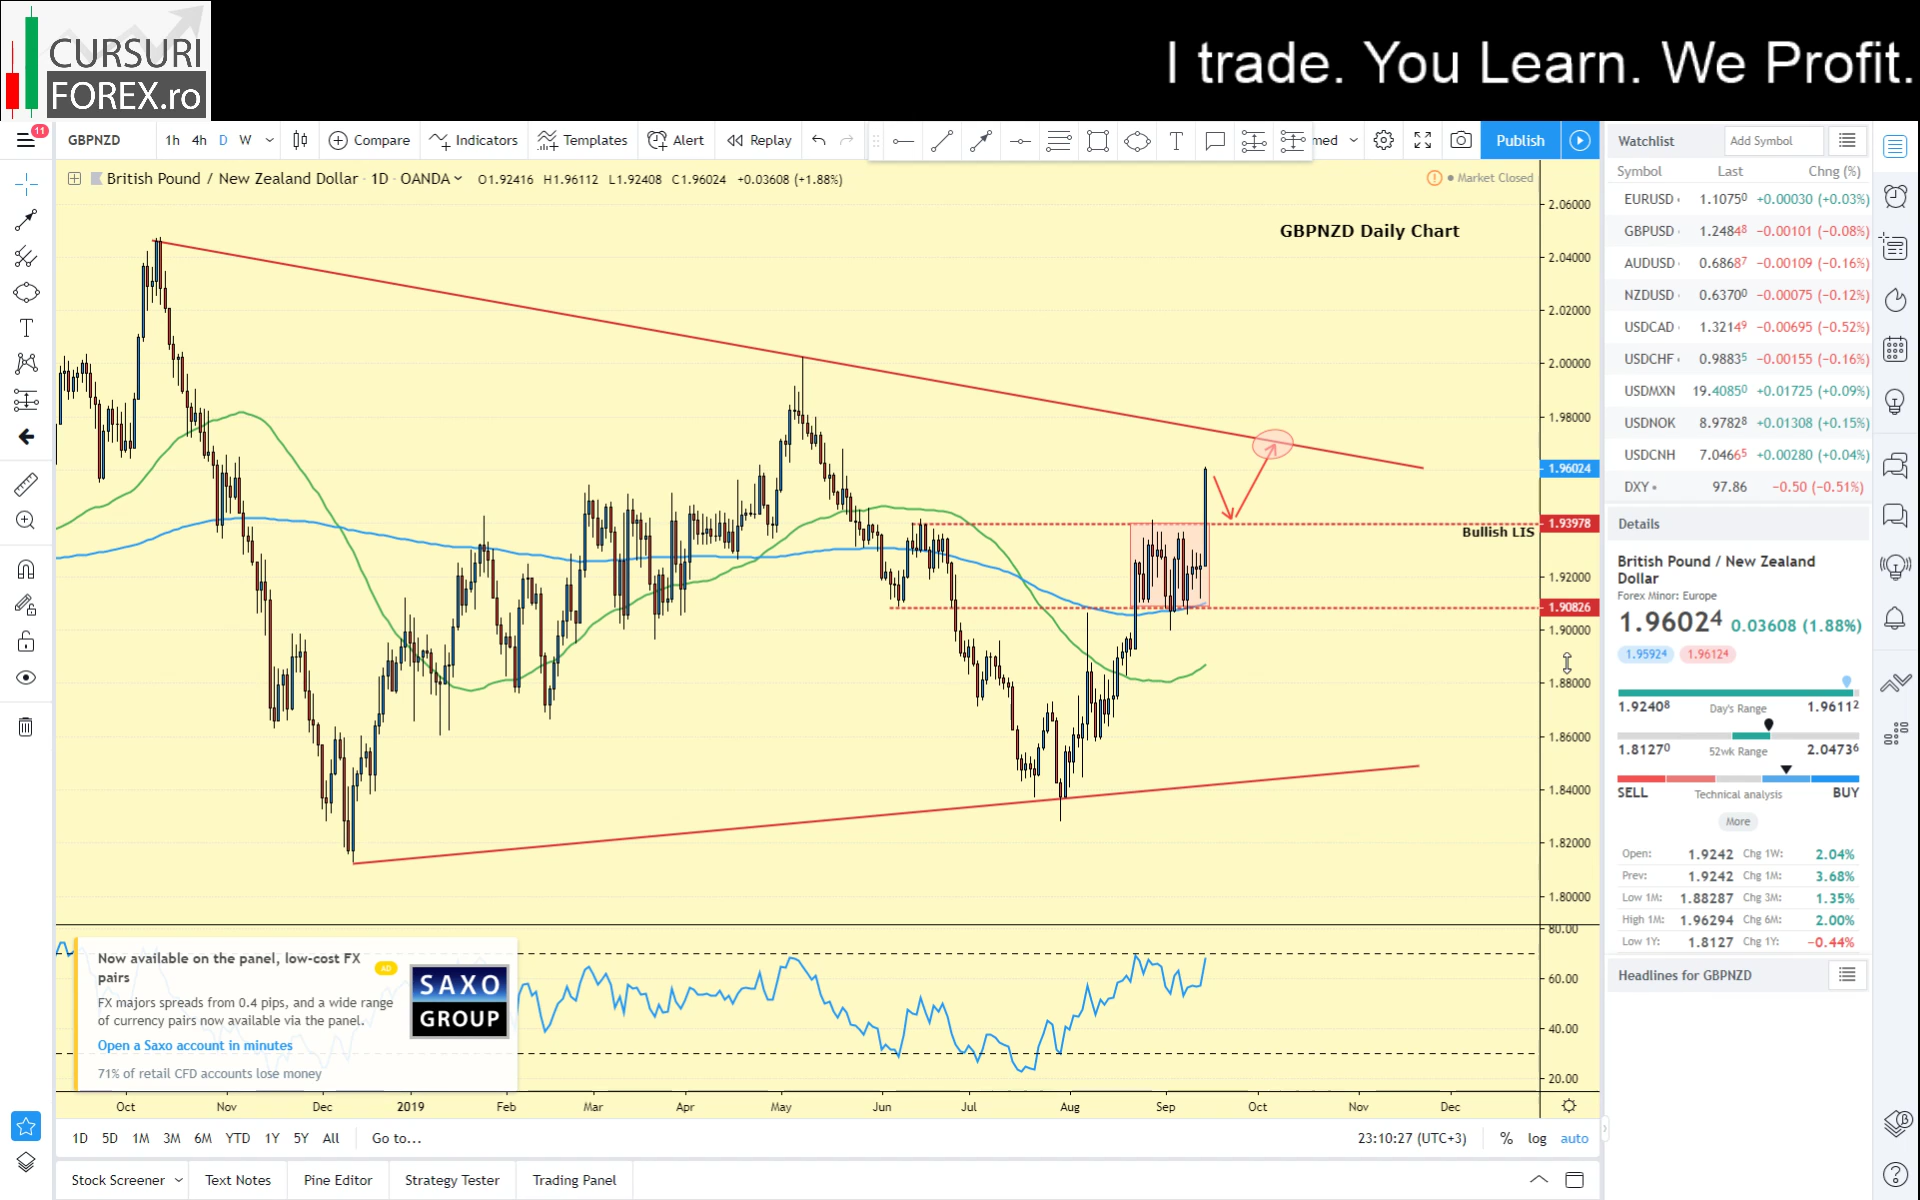 CURSURI
FOREX.ro
I trade. You Learn. We Profit.
11
GBPNZD
1h 4h D W
Compare
Indicators
Templates
Alert
Replay
med
Publish
British Pound / New Zealand Dollar · 1D · OANDA
O1.92416 H1.96112 L1.92408 C1.96024 +0.03608 (+1.88%)
Market Closed
GBPNZD Daily Chart
Bullish LIS
2.06000
2.04000
2.02000
2.00000
1.98000
1.96024
1.93978
1.92000
1.90826
1.90000
1.88000
1.86000
1.84000
1.82000
1.80000
80.00
60.00
40.00
20.00
Now available on the panel, low-cost FX
pairs
AD
FX majors spreads from 0.4 pips, and a wide range
of currency pairs now available via the panel.
Open a Saxo account in minutes
71% of retail CFD accounts lose money
SAXO
GROUP
Oct Nov Dec 2019 Feb Mar Apr May Jun Jul Aug Sep Oct Nov Dec
1D 5D 1M 3M 6M YTD 1Y 5Y All Go to...
23:10:27 (UTC+3) % log auto
Stock Screener Text Notes Pine Editor Strategy Tester Trading Panel
Watchlist
Add Symbol
Symbol Last Chng (%)
EURUSD 1.10750 +0.00030 (+0.03%)
GBPUSD 1.24848 −0.00101 (−0.08%)
AUDUSD 0.68687 −0.00109 (−0.16%)
NZDUSD 0.63700 −0.00075 (−0.12%)
USDCAD 1.32149 −0.00695 (−0.52%)
USDCHF 0.98835 −0.00155 (−0.16%)
USDMXN 19.40850 +0.01725 (+0.09%)
USDNOK 8.97828 +0.01308 (+0.15%)
USDCNH 7.04665 +0.00280 (+0.04%)
DXY 97.86 −0.50 (−0.51%)
Details
British Pound / New Zealand
Dollar
Forex Minor: Europe
1.96024 0.03608 (1.88%)
1.95924 1.96124
1.92408 Day's Range 1.96112
1.81270 52wk Range 2.04736
SELL Technical analysis BUY
More
Open: 1.9242 Chg 1W: 2.04%
Prev: 1.9242 Chg 1M: 3.68%
Low 1M: 1.88287 Chg 3M: 1.35%
High 1M: 1.96294 Chg 6M: 2.00%
Low 1Y: 1.8127 Chg 1Y: −0.44%
Headlines for GBPNZD